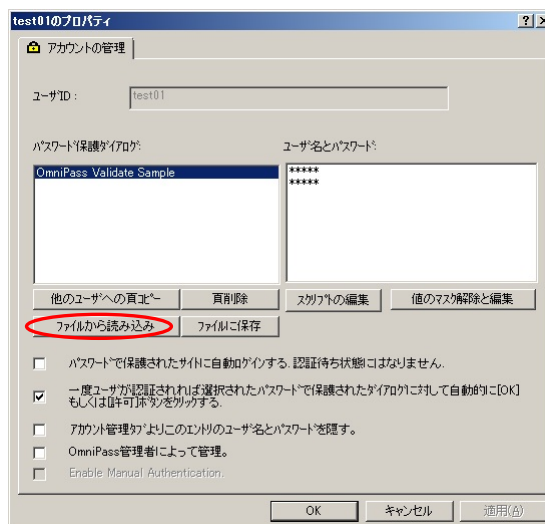 test01のプロパティ
アカウントの管理
ユーザID :
test01
パスワード保護ダイアログ:
ユーザ名とパスワード:
OmniPass Validate Sample
*****
*****
他のユーザへの頁コピー
頁削除
スクリプトの編集
値のマスク解除と編集
ファイルから読み込み
ファイルに保存
パスワードで保護されたサイトに自動ログインする. 認証待ち状態にはなりません.
一度ユーザが認証されれば選択されたパスワードで保護されたダイアログに対して自動的に[OK]
もしくは[許可]ボタンをクリックする.
アカウント管理タブよりこのエントリのユーザ名とパスワードを隠す。
OmniPass管理者によって管理。
Enable Manual Authentication.
OK
キャンセル
適用(A)